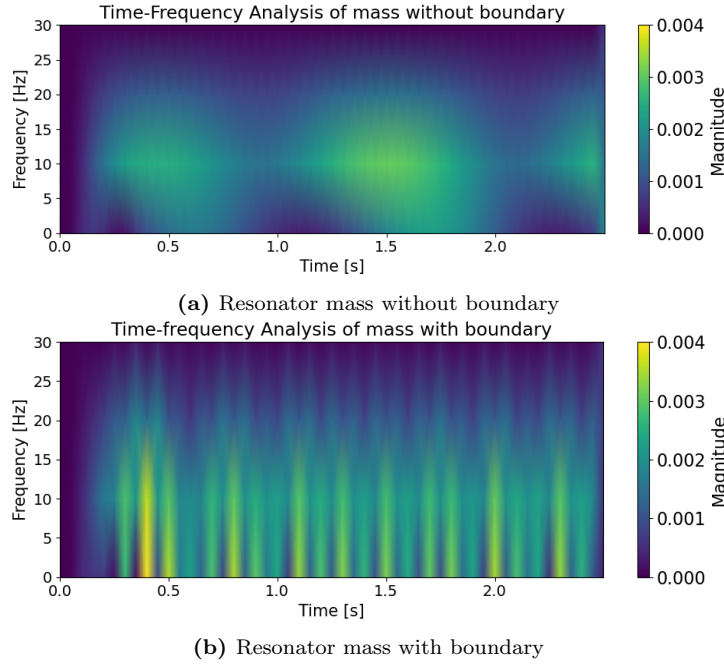 Time-Frequency Analysis of mass without boundary
30
25
20
15
10
5
0
Frequency [Hz]
0.0 0.5 1.0 1.5 2.0
Time [s]
0.004
0.003
0.002
0.001
0.000
Magnitude
(a) Resonator mass without boundary
Time-frequency Analysis of mass with boundary
30
25
20
15
10
5
0
Frequency [Hz]
0.0 0.5 1.0 1.5 2.0
Time [s]
0.004
0.003
0.002
0.001
0.000
Magnitude
(b) Resonator mass with boundary